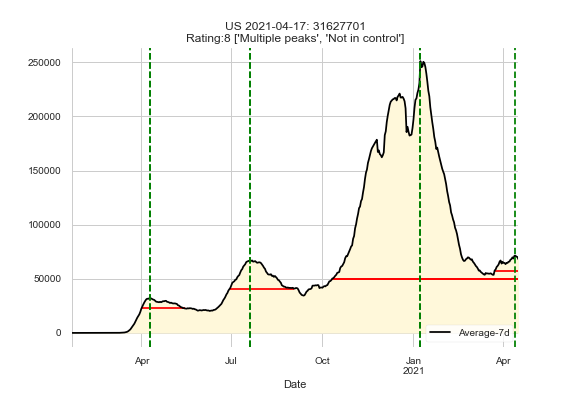 US 2021-04-17: 31627701
Rating:8 ['Multiple peaks', 'Not in control']
250000
200000
150000
100000
50000
0
Average-7d
Apr
Jul
Oct
Jan
2021
Apr
Date